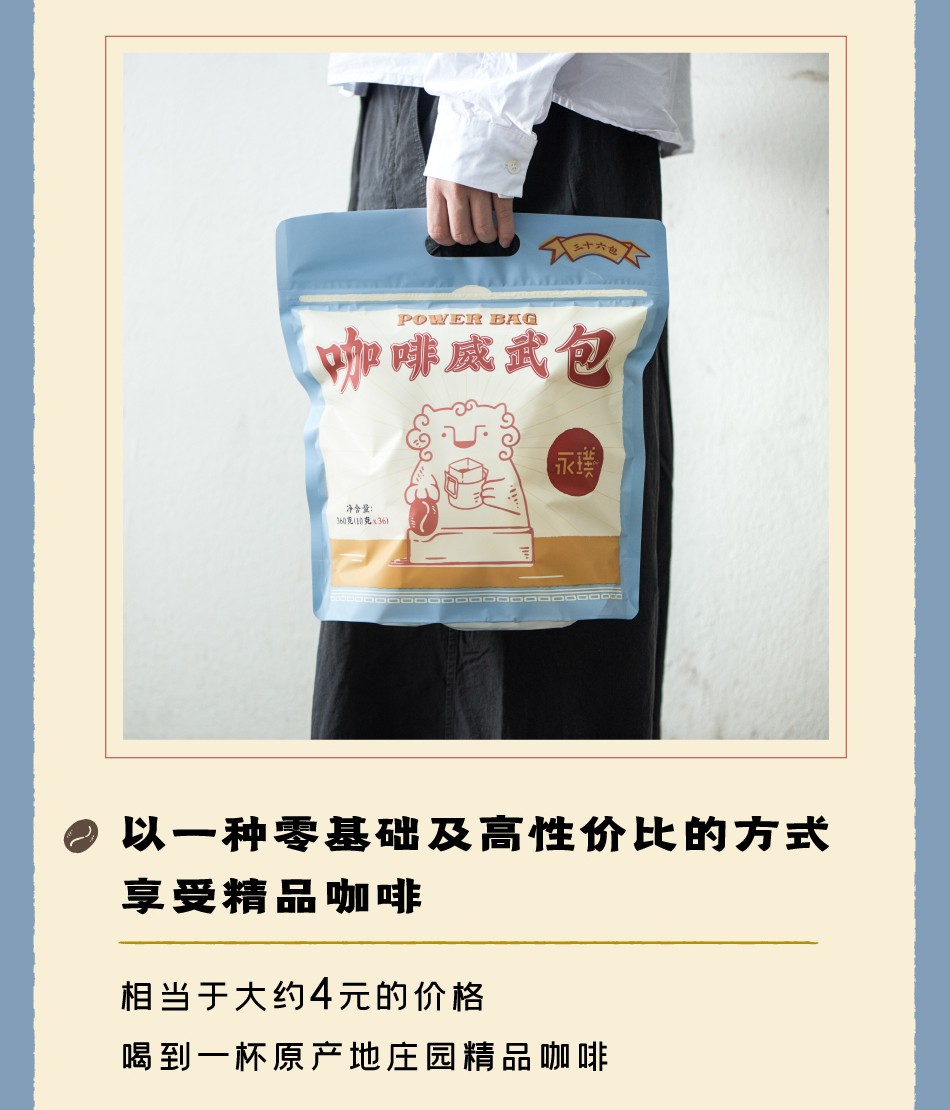 三十六包
POWER BAG
咖啡威武包
永璞
净含量:
360克(10克x36)
以一种零基础及高性价比的方式
享受精品咖啡
相当于大约4元的价格
喝到一杯原产地庄园精品咖啡